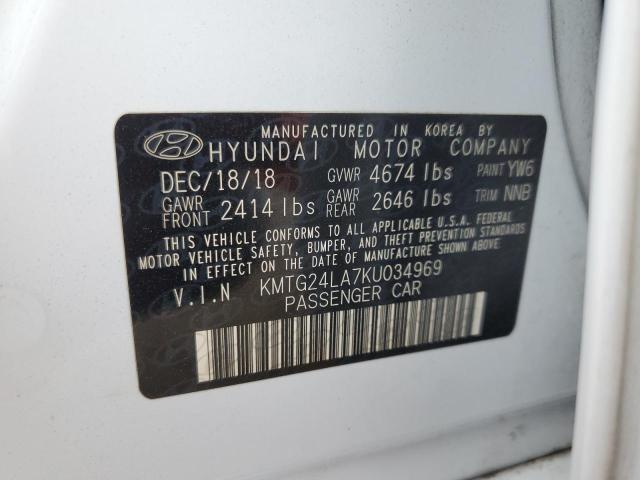 MANUFACTURED IN KOREA BY
HYUNDAI MOTOR COMPANY
DEC/18/18 GVWR 4674 lbs PAINT YW6
GAWR FRONT 2414 lbs GAWR REAR 2646 lbs TRIM NNB
THIS VEHICLE CONFORMS TO ALL APPLICABLE U.S.A. FEDERAL
MOTOR VEHICLE SAFETY, BUMPER, AND THEFT PREVENTION STANDARDS
IN EFFECT ON THE DATE OF MANUFACTURE SHOWN ABOVE.
V.I.N KMTG24LA7KU034969
PASSENGER CAR